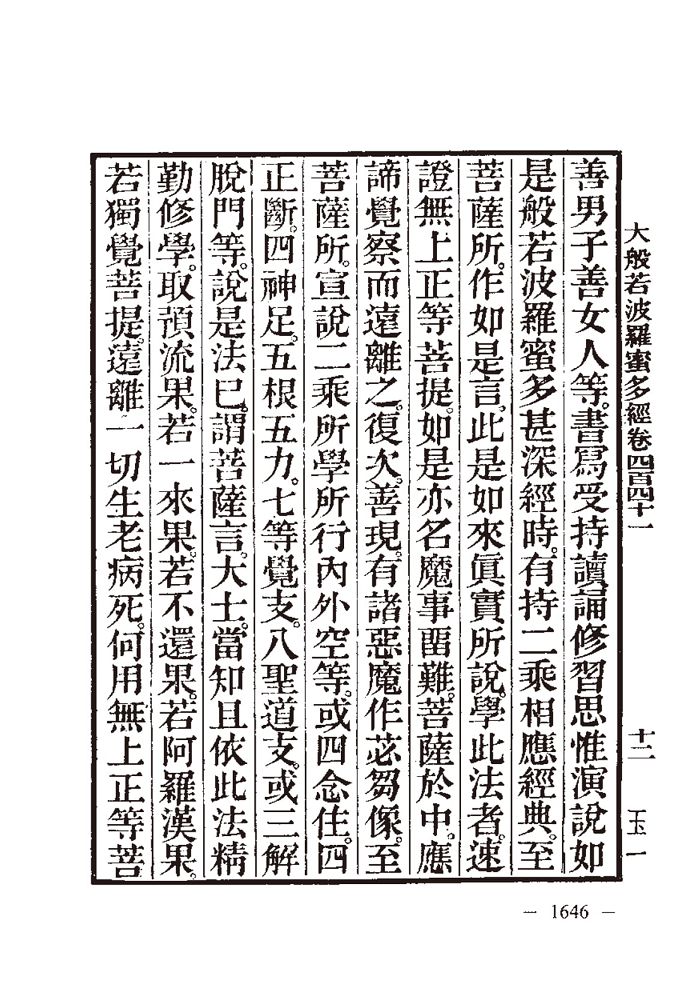 大般若波羅蜜多經卷四百四十一 十二 玉一
善男子善女人等。書寫受持讀誦修習思惟演說如
是般若波羅蜜多甚深經時。有持二乘相應經典。至
菩薩所。作如是言。此是如來眞實所說。學此法者。速
證無上正等菩提。如是亦名魔事畱難。菩薩於中。應
諦覺察而遠離之。復次。善現。有諸惡魔作苾芻像。至
菩薩所。宣說二乘所學所行內外空等。或四念住。四
正斷。四神足。五根五力。七等覺支。八聖道支。或三解
脫門等。說是法已。謂菩薩言。大士。當知且依此法精
勤修學。取預流果。若一來果。若不還果。若阿羅漢果。
若獨覺菩提。遠離一切生老病死。何用無上正等菩
— 1646 —